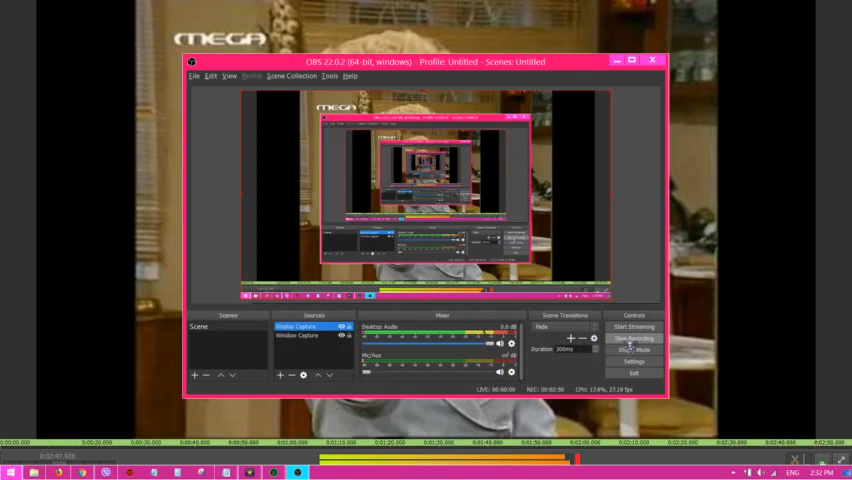 MEGA
OBS 22.0.2 (64-bit, windows) - Profile: Untitled - Scenes: Untitled
File Edit View Profile Scene Collection Tools Help
MEGA
Scenes Sources Mixer Scene Transitions Controls
Scene
Display Capture
Window Capture
Desktop Audio 0.0 dB
Mic/Aux -inf dB
Fade
Duration 300ms
Start Streaming
Stop Recording
Studio Mode
Settings
Exit
LIVE: 00:00:00 REC: 00:02:50 CPU: 17.0%, 27.19 fps
0:00:00.000 0:00:20.000 0:00:30.000 0:00:40.000 0:00:50.000 0:01:00.000 0:01:10.000 0:01:20.000 0:01:30.000 0:01:40.000 0:01:50.000 0:02:00.000 0:02:10.000 0:02:20.000 0:02:30.000 0:02:40.000 0:02:50.000
0:02:47.928
ENG 2:32 PM